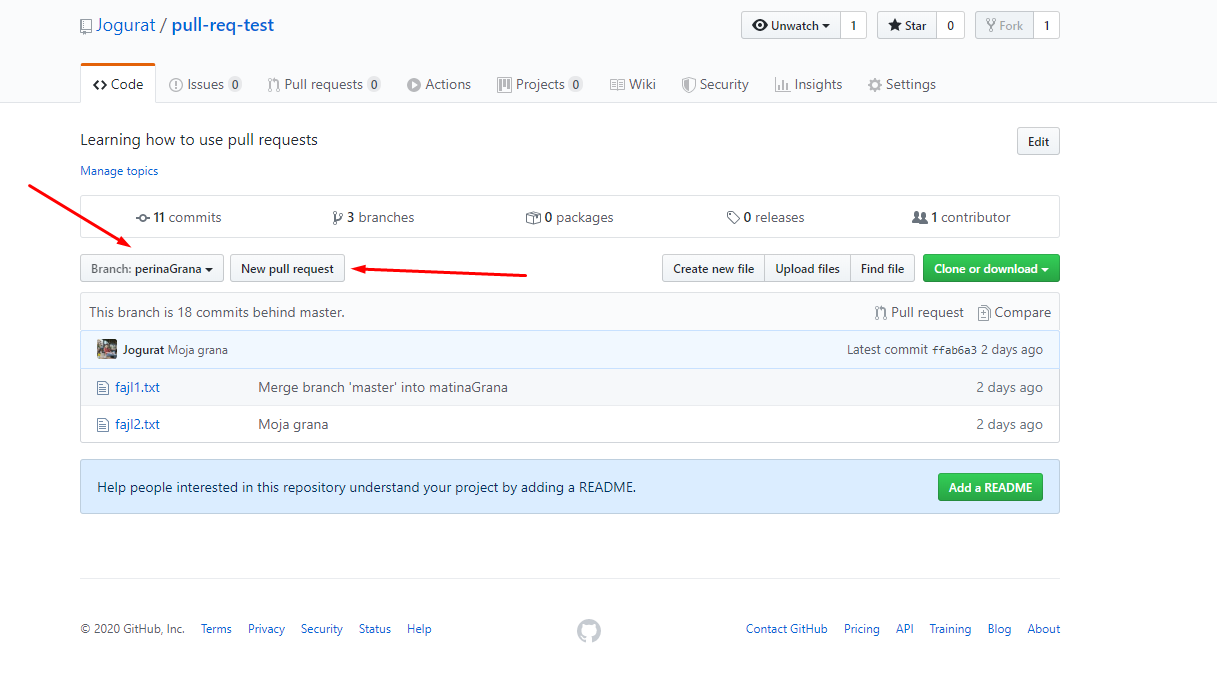 Jogurat / pull-req-test
Unwatch 1 Star 0 Fork 1
Code Issues 0 Pull requests 0 Actions Projects 0 Wiki Security Insights Settings
Learning how to use pull requests
Edit
Manage topics
11 commits 3 branches 0 packages 0 releases 1 contributor
Branch: perinaGrana New pull request Create new file Upload files Find file Clone or download
This branch is 18 commits behind master. Pull request Compare
Jogurat Moja grana Latest commit ffab6a3 2 days ago
fajl1.txt Merge branch 'master' into matinaGrana 2 days ago
fajl2.txt Moja grana 2 days ago
Help people interested in this repository understand your project by adding a README. Add a README
© 2020 GitHub, Inc. Terms Privacy Security Status Help Contact GitHub Pricing API Training Blog About